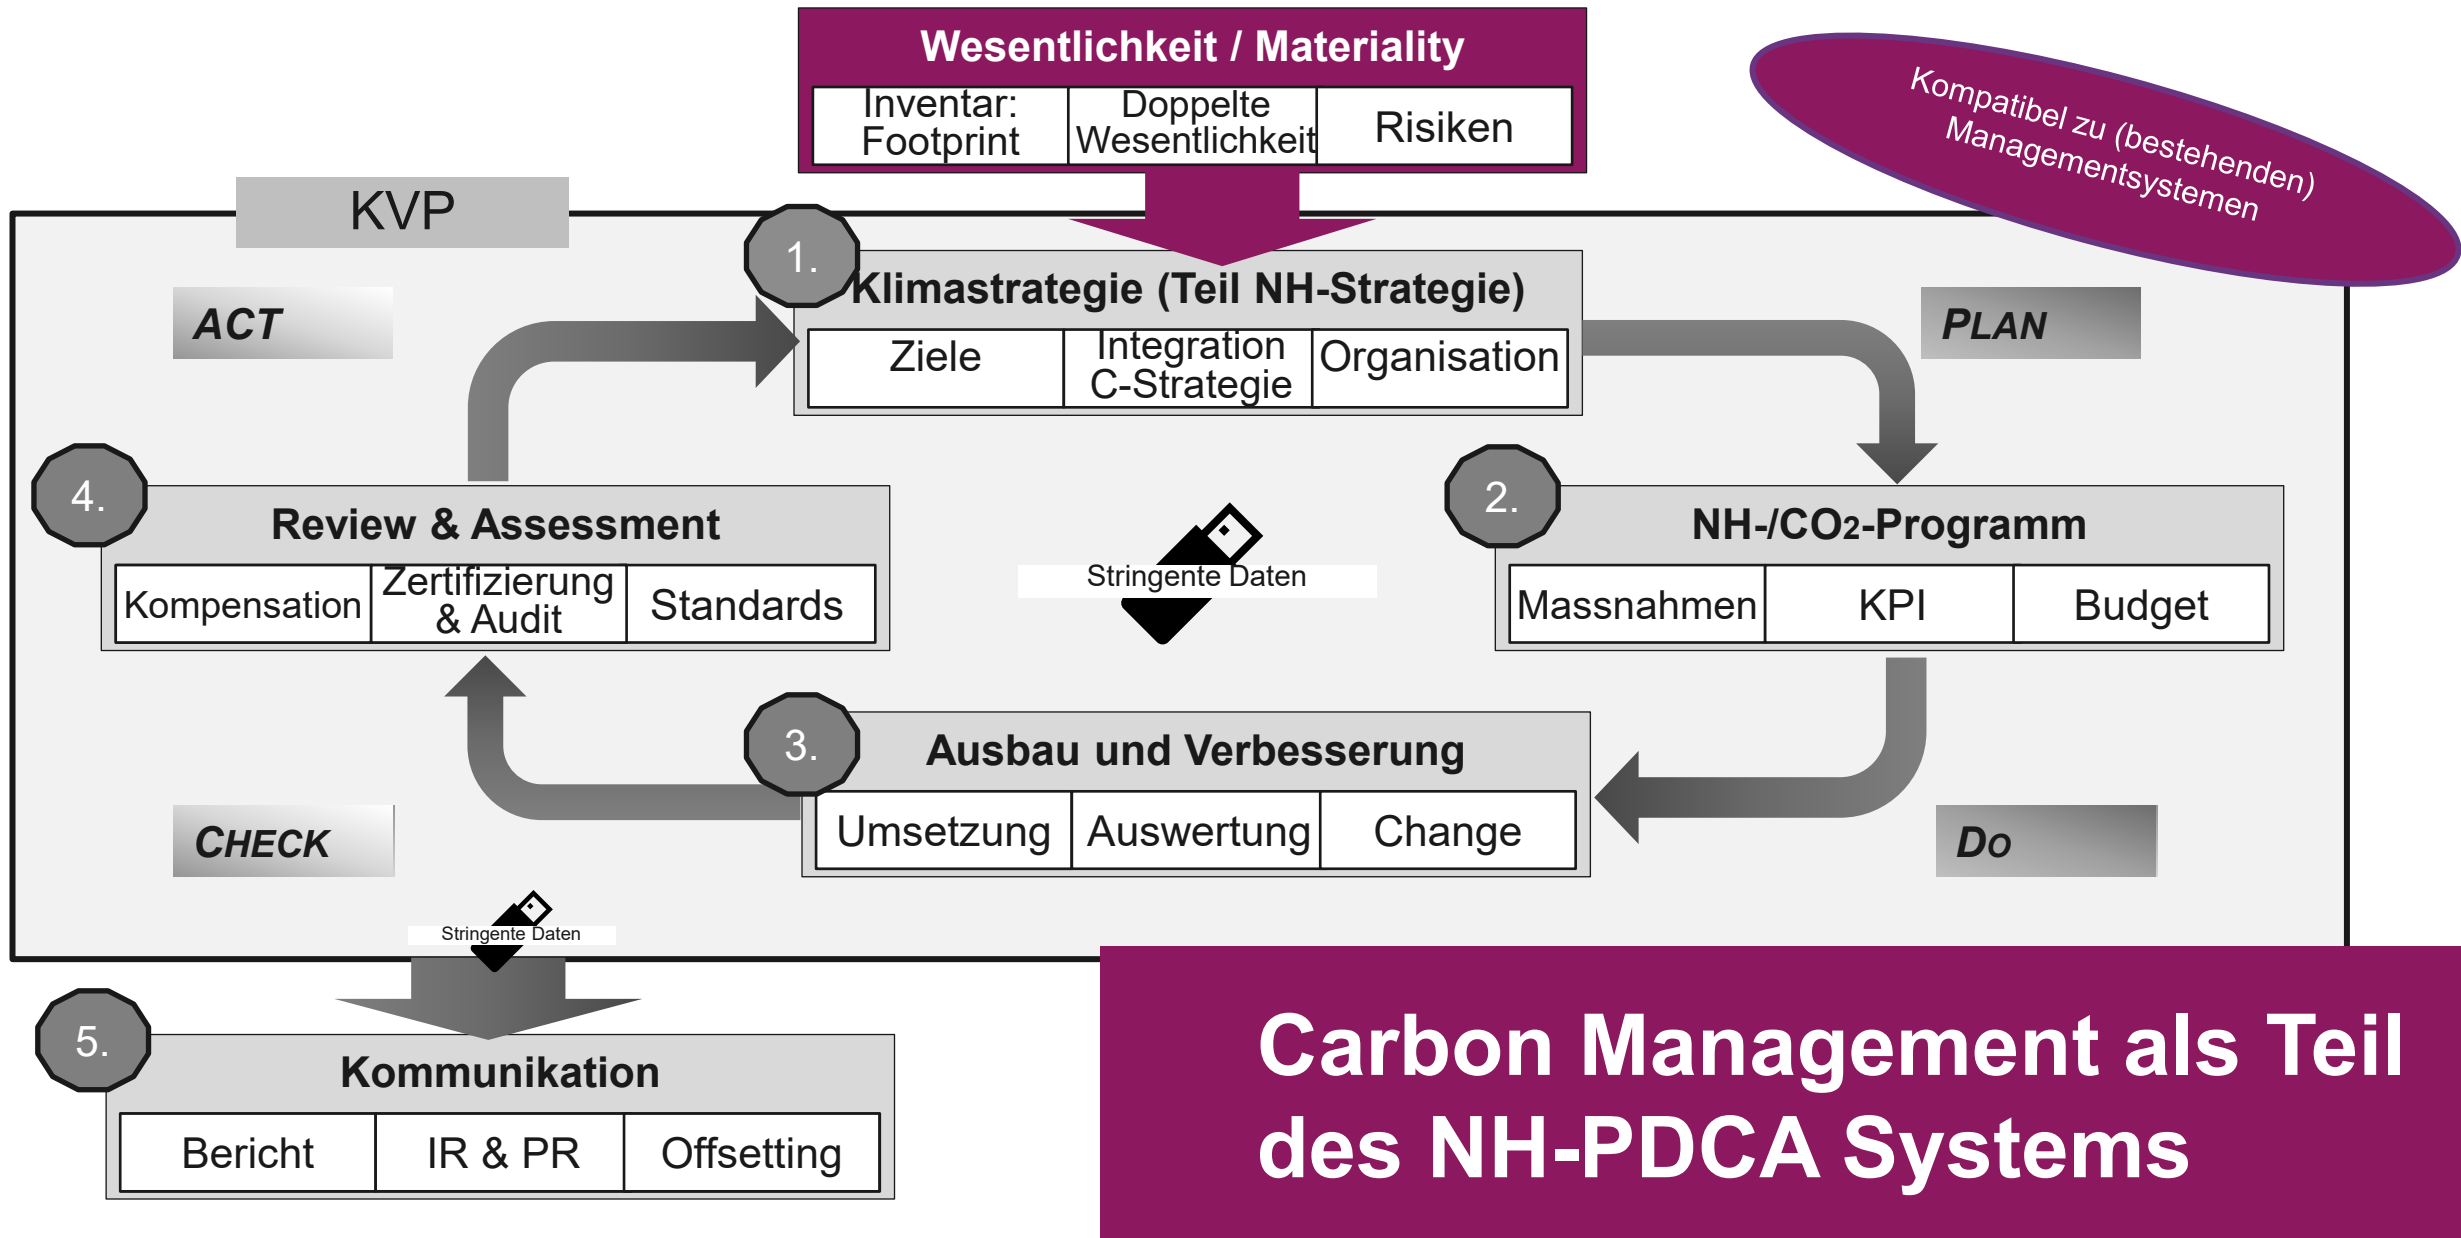 Wesentlichkeit / Materiality
Inventar:
Footprint
Doppelte
Wesentlichkeit
Risiken
Kompatibel zu (bestehenden)
Managementsystemen
KVP
1.
Klimastrategie (Teil NH-Strategie)
Ziele
Integration
C-Strategie
Organisation
ACT
PLAN
4.
Review & Assessment
Kompensation
Zertifizierung
& Audit
Standards
Stringente Daten
2.
NH-/CO2-Programm
Massnahmen
KPI
Budget
3.
Ausbau und Verbesserung
Umsetzung
Auswertung
Change
CHECK
DO
Stringente Daten
5.
Kommunikation
Bericht
IR & PR
Offsetting
Carbon Management als Teil
des NH-PDCA Systems